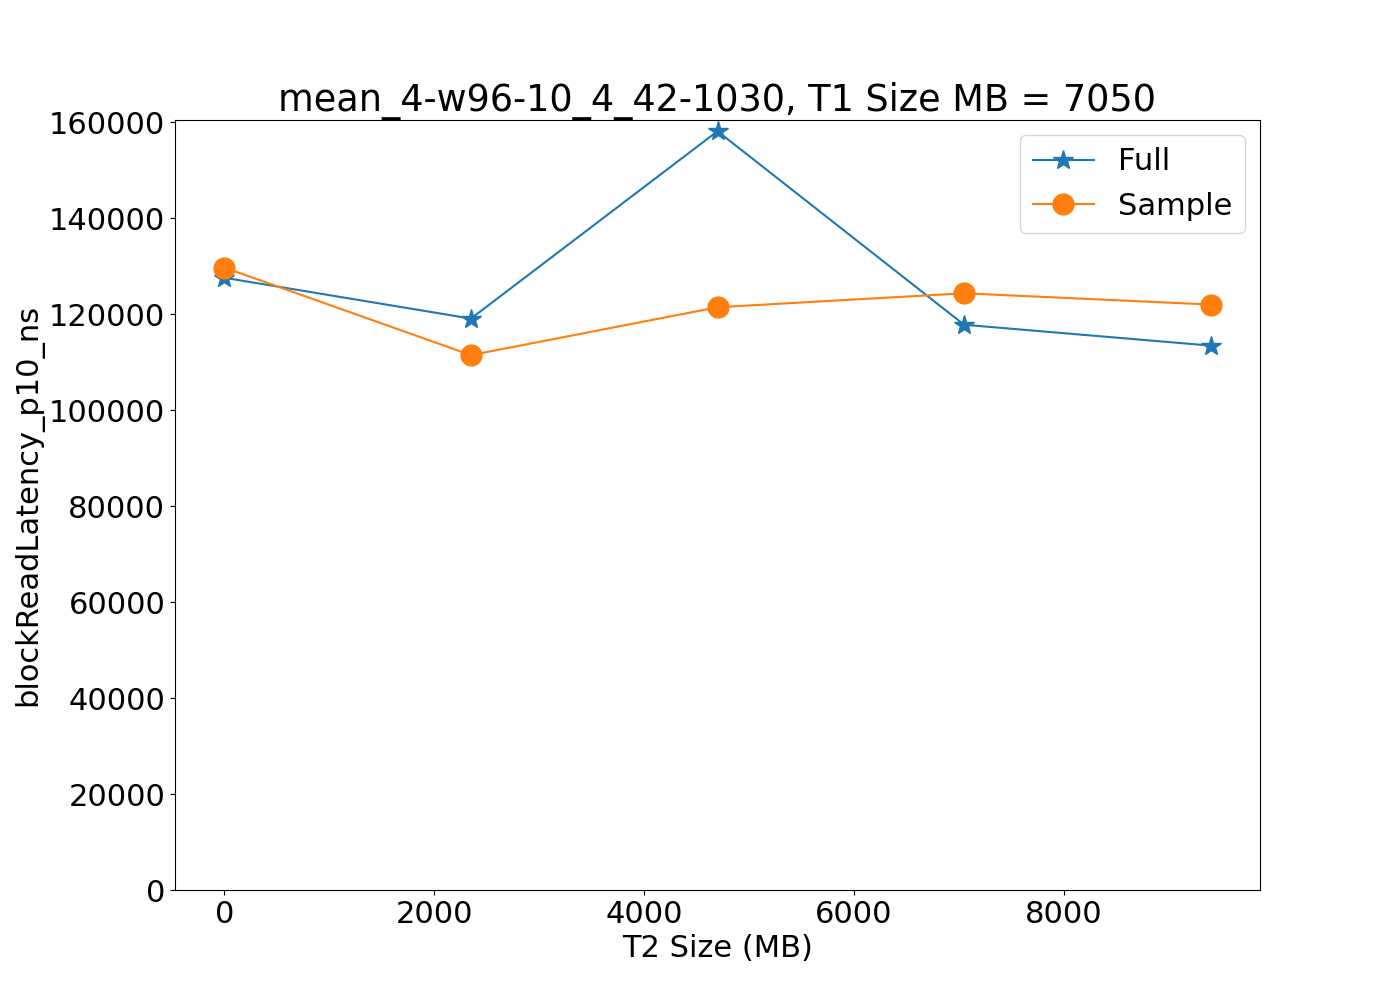 mean_4-w96-10_4_42-1030, T1 Size MB = 7050
Full
Sample
160000
140000
120000
100000
80000
60000
40000
20000
0
blockReadLatency_p10_ns
0 2000 4000 6000 8000
T2 Size (MB)